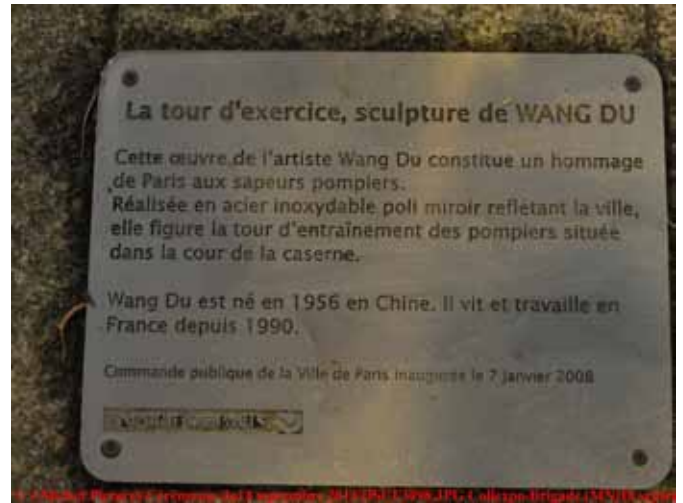 La tour d'exercice, sculpture de WANG DU
Cette œuvre de l'artiste Wang Du constitue un hommage
de Paris aux sapeurs pompiers.
Réalisée en acier inoxydable poli miroir reflétant la ville,
elle figure la tour d'entraînement des pompiers située
dans la cour de la caserne.
Wang Du est né en 1956 en Chine. Il vit et travaille en
France depuis 1990.
Commande publique de la Ville de Paris inaugurée le 7 janvier 2008